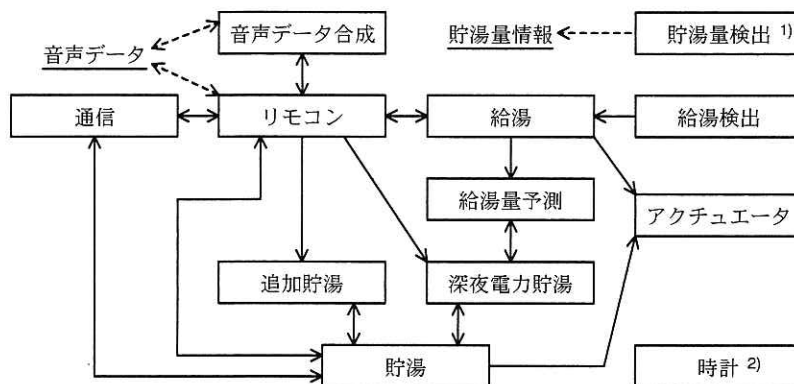 音声データ
音声データ合成
貯湯量情報
貯湯量検出 1)
通信
リモコン
給湯
給湯検出
給湯量予測
アクチュエータ
追加貯湯
深夜電力貯湯
貯湯
時計 2)